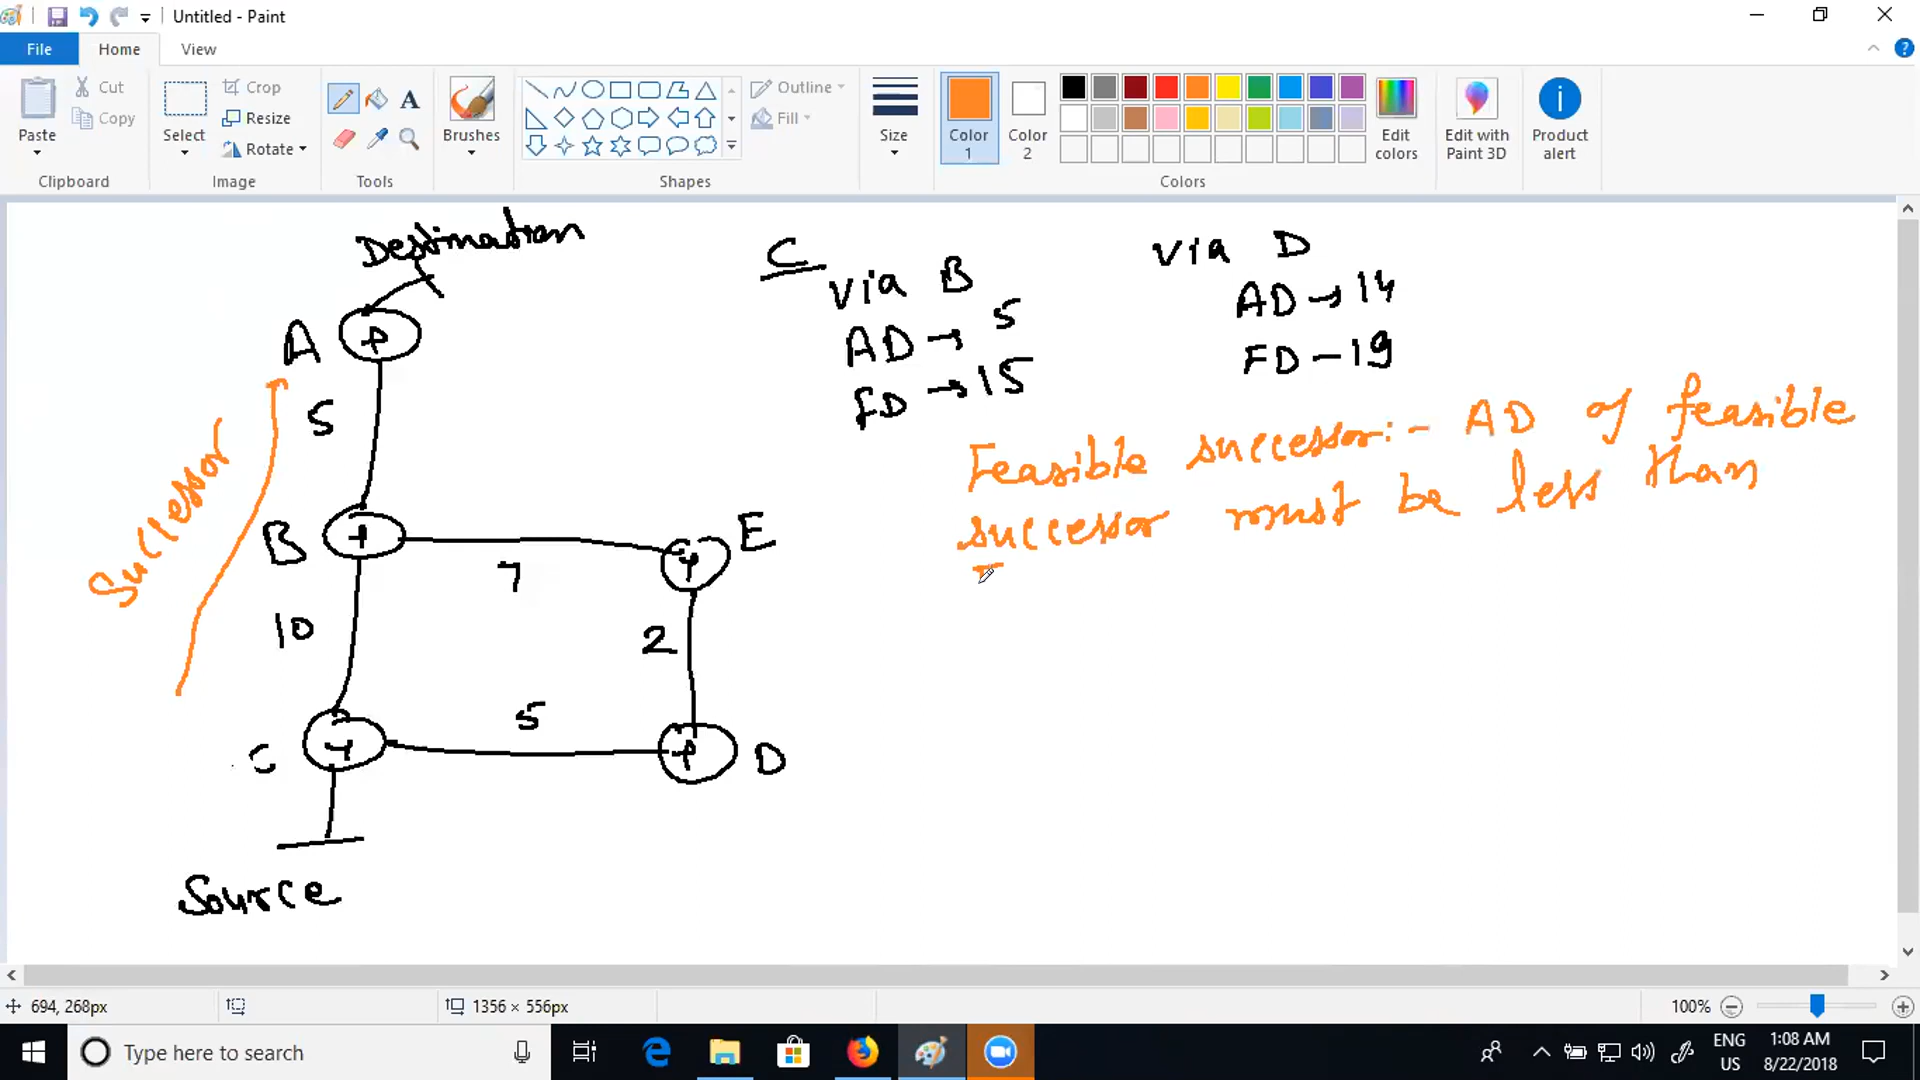 Untitled - Paint
File
Home
View
Paste
Cut
Copy
Clipboard
Select
Crop
Resize
Rotate
Image
A
Tools
Brushes
Outline
Fill
Shapes
Size
Color 1
Color 2
Edit colors
Edit with Paint 3D
Product alert
Colors
Destination
A
5
Successor
B
10
7
E
2
5
C
D
Source
C
via B
AD → 5
FD → 15
via D
AD → 14
FD - 19
Feasible successor:- AD of feasible
successor must be less than
694, 268px
1356 × 556px
100%
Type here to search
ENG
US
1:08 AM
8/22/2018